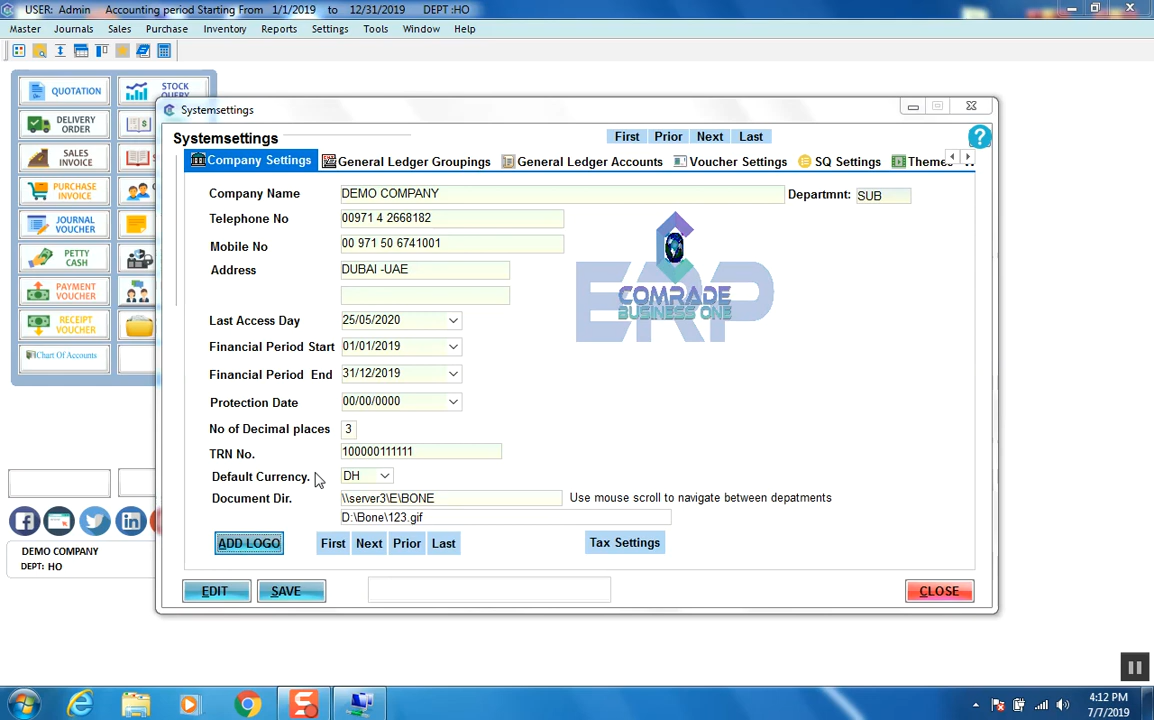 USER: Admin Accounting period Starting From 1/1/2019 to 12/31/2019 DEPT :HO
Master Journals Sales Purchase Inventory Reports Settings Tools Window Help
QUOTATION
STOCK QUERY
DELIVERY ORDER
SALES INVOICE
PURCHASE INVOICE
JOURNAL VOUCHER
PETTY CASH
PAYMENT VOUCHER
RECEIPT VOUCHER
Chart Of Accounts
DEMO COMPANY
DEPT: HO
Systemsettings
Systemsettings
First Prior Next Last
Company Settings General Ledger Groupings General Ledger Accounts Voucher Settings SQ Settings Theme
Company Name DEMO COMPANY Departmnt: SUB
Telephone No 00971 4 2668182
Mobile No 00 971 50 6741001
Address DUBAI -UAE
ERP
COMRADE
BUSINESS ONE
Last Access Day 25/05/2020
Financial Period Start 01/01/2019
Financial Period End 31/12/2019
Protection Date 00/00/0000
No of Decimal places 3
TRN No. 100000111111
Default Currency. DH
Document Dir. \\server3\E\BONE Use mouse scroll to navigate between depatments
D:\Bone\123.gif
ADD LOGO First Next Prior Last Tax Settings
EDIT SAVE CLOSE
4:12 PM
7/7/2019